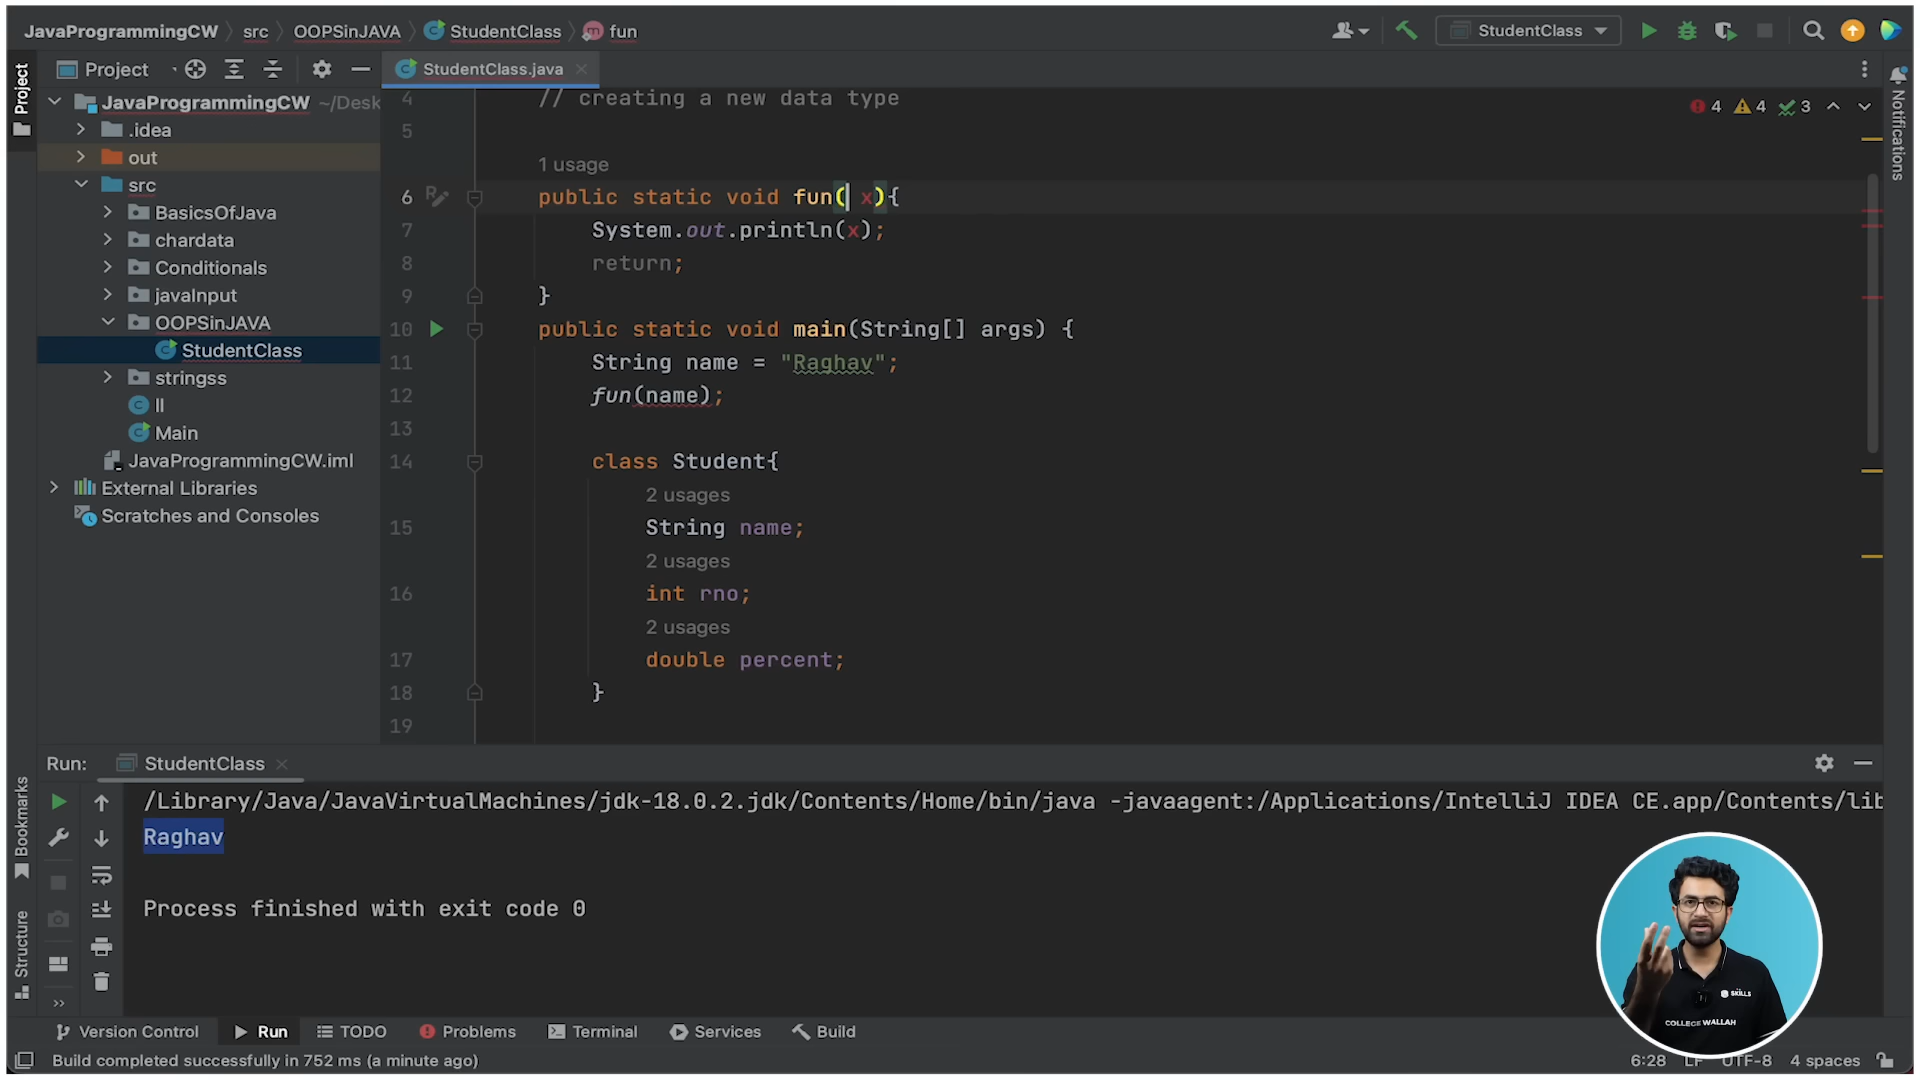 JavaProgrammingCW src OOPSinJAVA StudentClass fun
StudentClass
Project
StudentClass.java
JavaProgrammingCW ~/Desk
.idea
out
src
BasicsOfJava
chardata
Conditionals
javaInput
OOPSinJAVA
StudentClass
stringss
ll
Main
JavaProgrammingCW.iml
External Libraries
Scratches and Consoles
Project
Bookmarks
Structure
Notifications
4 4 3
4 // creating a new data type
5
1 usage
6 public static void fun( x){
7 System.out.println(x);
8 return;
9 }
10 public static void main(String[] args) {
11 String name = "Raghav";
12 fun(name);
13
14 class Student{
2 usages
15 String name;
2 usages
16 int rno;
2 usages
17 double percent;
18 }
19
Run: StudentClass
/Library/Java/JavaVirtualMachines/jdk-18.0.2.jdk/Contents/Home/bin/java -javaagent:/Applications/IntelliJ IDEA CE.app/Contents/lib
Raghav
Process finished with exit code 0
SKILLS
COLLEGE WALLAH
Version Control Run TODO Problems Terminal Services Build
Build completed successfully in 752 ms (a minute ago)
6:28 LF UTF-8 4 spaces